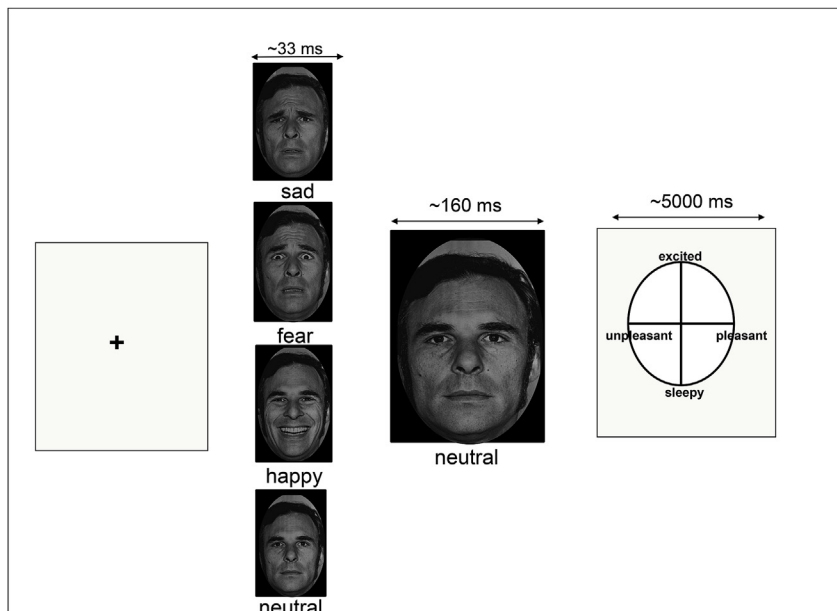 ~33 ms
sad
fear
happy
neutral
~160 ms
neutral
~5000 ms
excited
unpleasant pleasant
sleepy